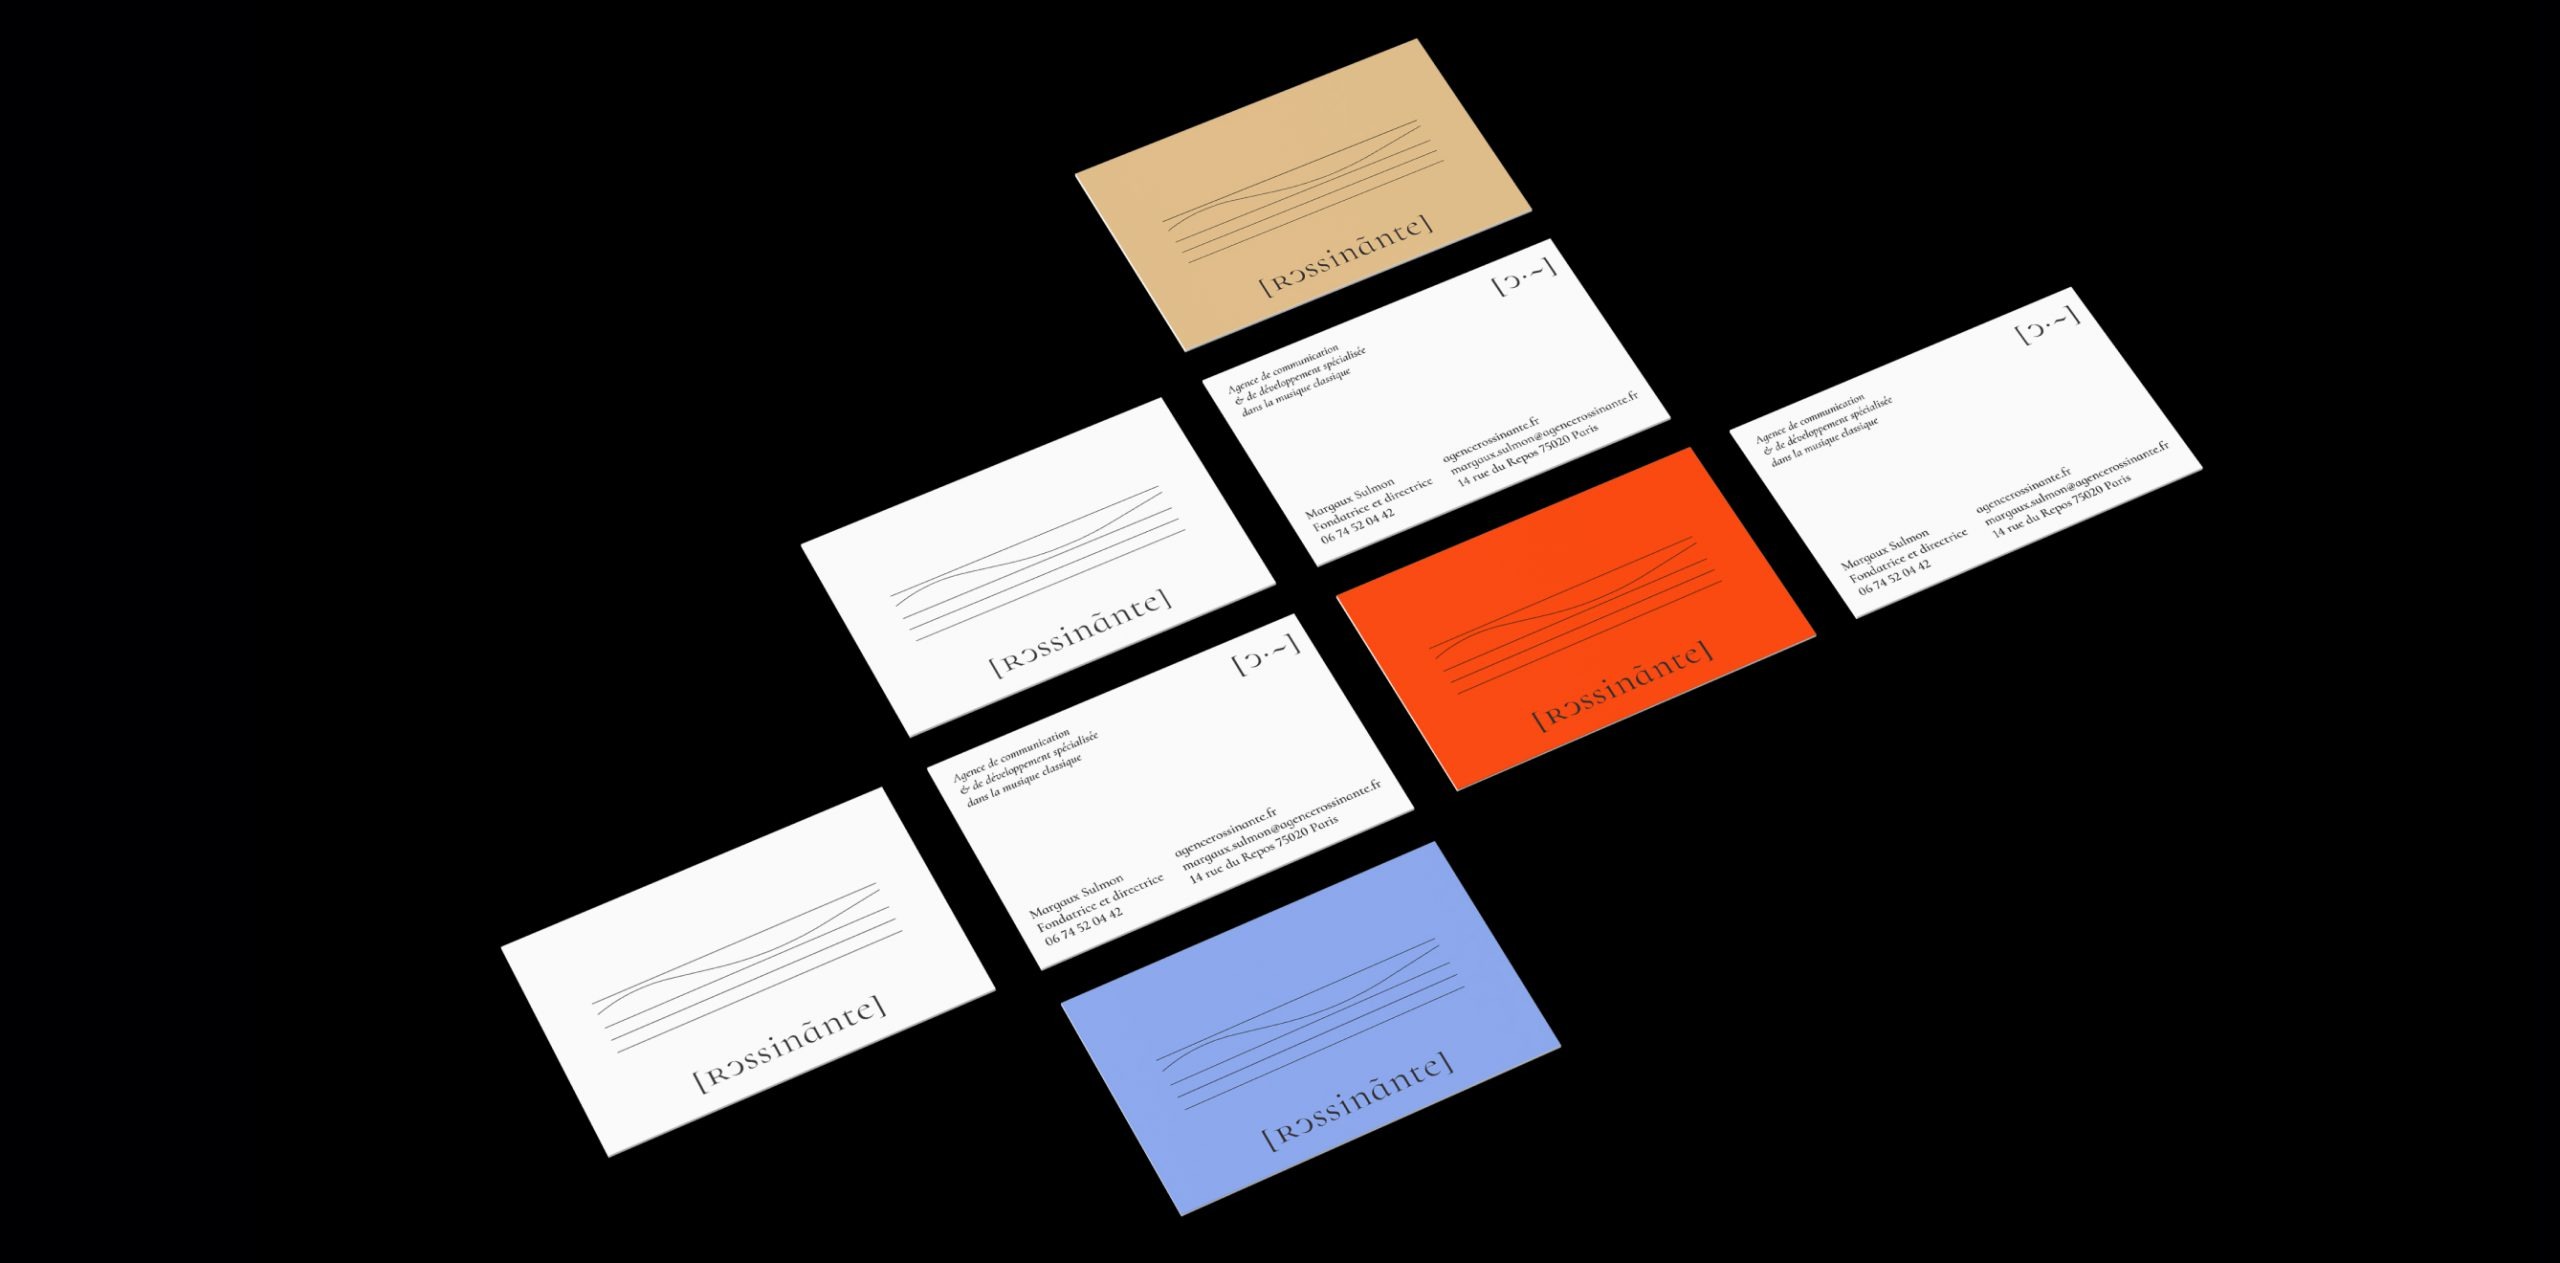 [ʀɔssinãnte]
[ɔ·~]
Agence de communication
& de développement spécialisée
dans la musique classique
Margaux Sulmon
Fondatrice et directrice
06 74 52 04 42
agencerossinante.fr
margaux.sulmon@agencerossinante.fr
14 rue du Repos 75020 Paris
[ɔ·~]
Agence de communication
& de développement spécialisée
dans la musique classique
Margaux Sulmon
Fondatrice et directrice
06 74 52 04 42
agencerossinante.fr
margaux.sulmon@agencerossinante.fr
14 rue du Repos 75020 Paris
[ʀɔssinãnte]
[ʀɔssinãnte]
[ɔ·~]
Agence de communication
& de développement spécialisée
dans la musique classique
Margaux Sulmon
Fondatrice et directrice
06 74 52 04 42
agencerossinante.fr
margaux.sulmon@agencerossinante.fr
14 rue du Repos 75020 Paris
[ʀɔssinãnte]
[ʀɔssinãnte]